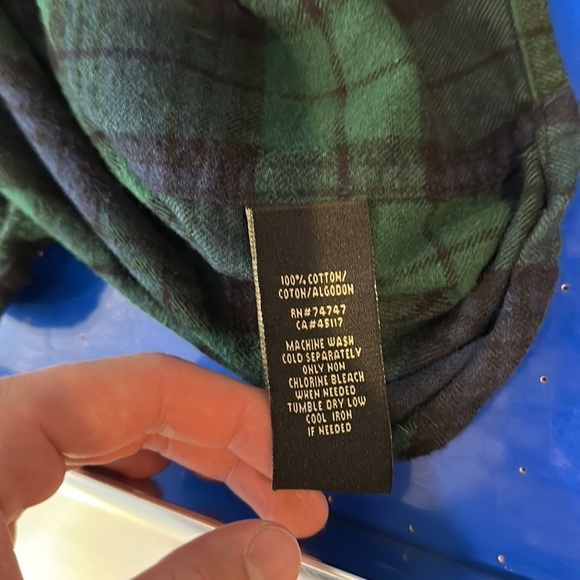 100% COTTON/
COTON/ALGODON
RN#74747
CA#45117
MACHINE WASH
COLD SEPARATELY
ONLY NON
CHLORINE BLEACH
WHEN NEEDED
TUMBLE DRY LOW
COOL IRON
IF NEEDED